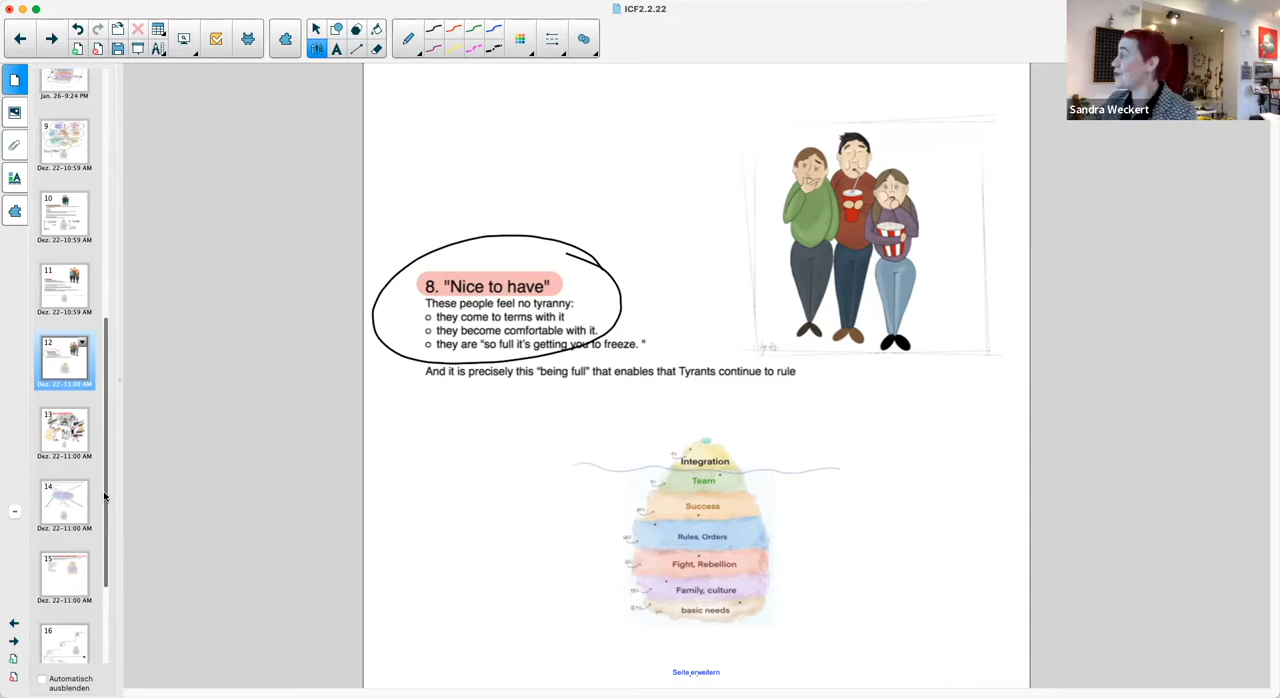 ICF2.2.22
Sandra Weckert
Jan. 26-9:24 PM
9
Dez. 22-10:59 AM
10
Dez. 22-10:59 AM
11
Dez. 22-10:59 AM
12
Dez. 22-11:00 AM
13
Dez. 22-11:00 AM
14
Dez. 22-11:00 AM
15
Dez. 22-11:00 AM
16
Automatisch
ausblenden
8. "Nice to have"
These people feel no tyranny:
o they come to terms with it
o they become comfortable with it.
o they are “so full it's getting you to freeze. "
And it is precisely this “being full” that enables that Tyrants continue to rule
Integration
Team
Success
Rules, Orders
Fight, Rebellion
Family, culture
basic needs
Seite erweitern